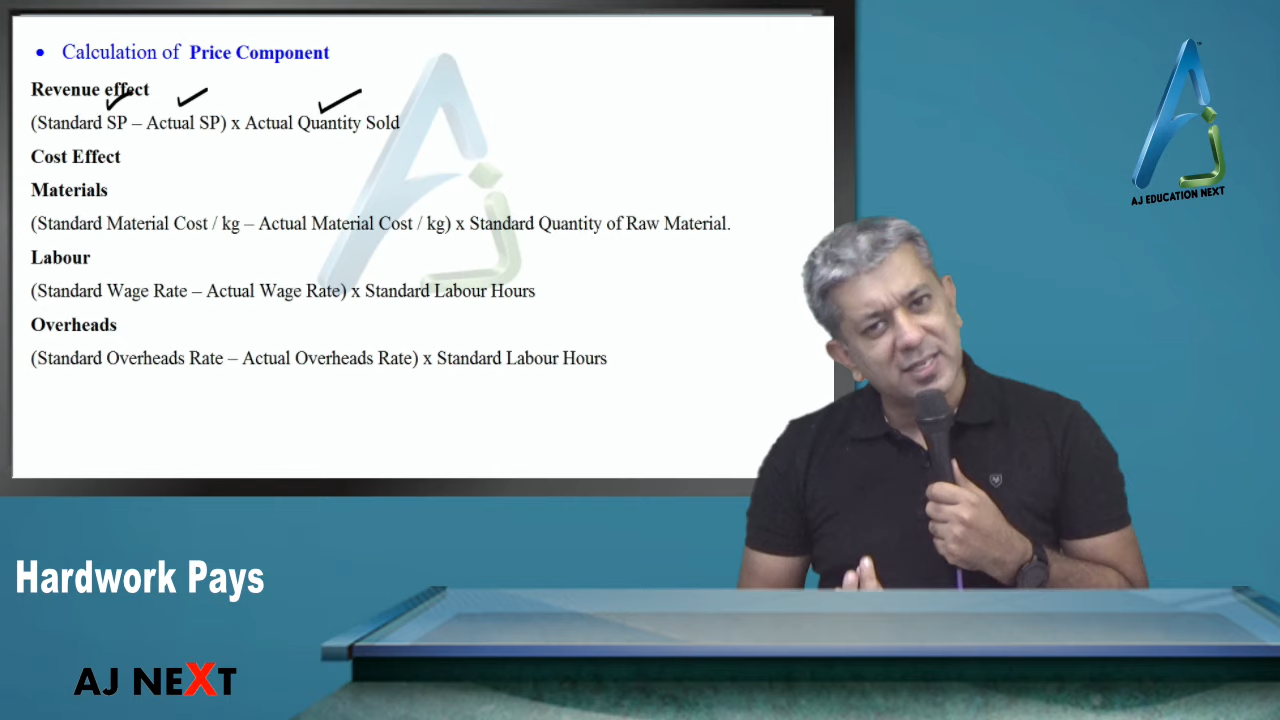 • Calculation of Price Component
Revenue effect
(Standard SP – Actual SP) x Actual Quantity Sold
Cost Effect
Materials
(Standard Material Cost / kg – Actual Material Cost / kg) x Standard Quantity of Raw Material.
Labour
(Standard Wage Rate – Actual Wage Rate) x Standard Labour Hours
Overheads
(Standard Overheads Rate – Actual Overheads Rate) x Standard Labour Hours
AJ EDUCATION NEXT
Hardwork Pays
AJ NEXT